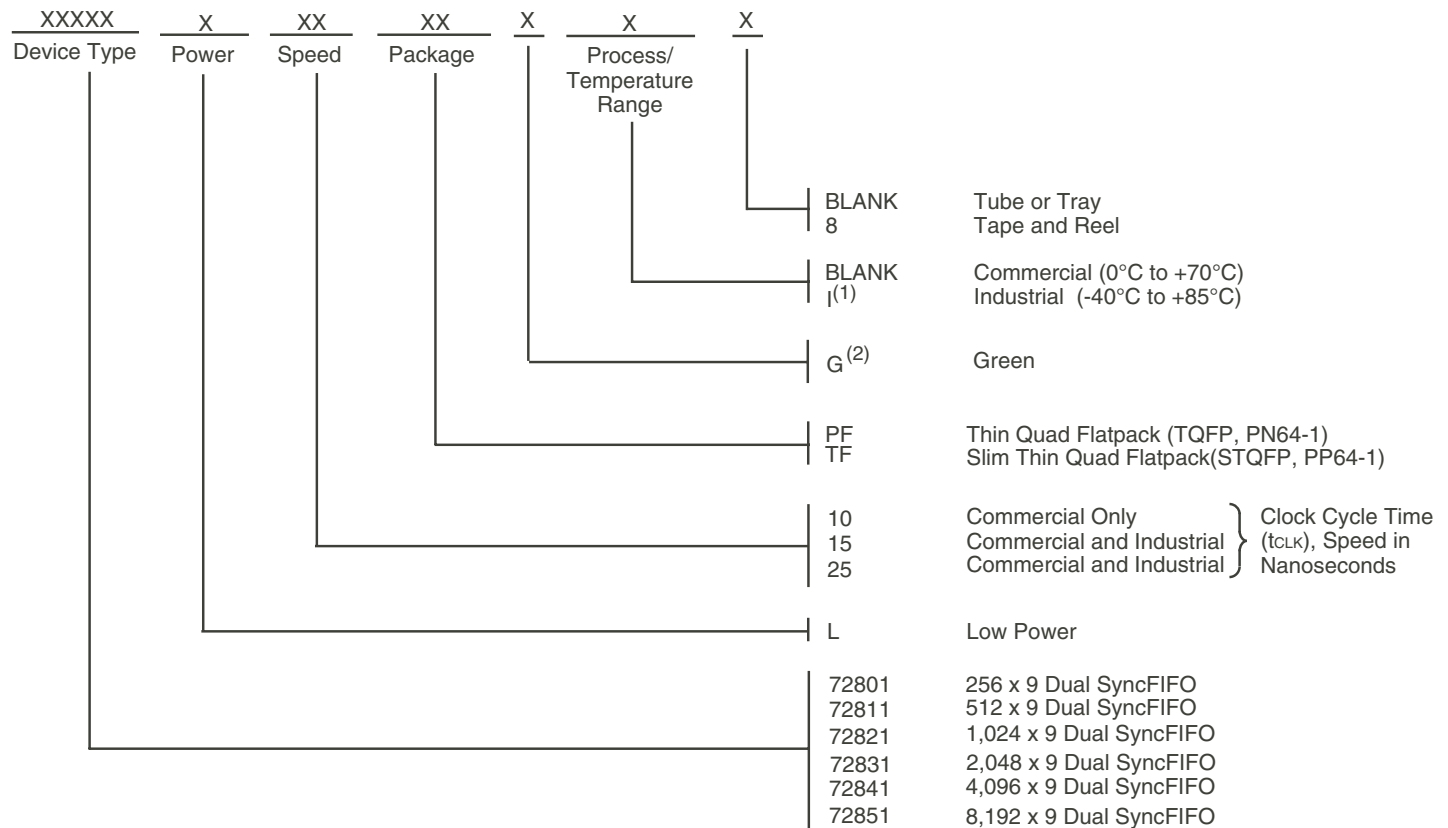 XXXXX X XX XX X X X
Device Type Power Speed Package Process/
Temperature
Range
BLANK Tube or Tray
8 Tape and Reel
BLANK Commercial (0°C to +70°C)
I(1) Industrial (-40°C to +85°C)
G(2) Green
PF Thin Quad Flatpack (TQFP, PN64-1)
TF Slim Thin Quad Flatpack(STQFP, PP64-1)
10 Commercial Only Clock Cycle Time
15 Commercial and Industrial (tCLK), Speed in
25 Commercial and Industrial Nanoseconds
L Low Power
72801 256 x 9 Dual SyncFIFO
72811 512 x 9 Dual SyncFIFO
72821 1,024 x 9 Dual SyncFIFO
72831 2,048 x 9 Dual SyncFIFO
72841 4,096 x 9 Dual SyncFIFO
72851 8,192 x 9 Dual SyncFIFO